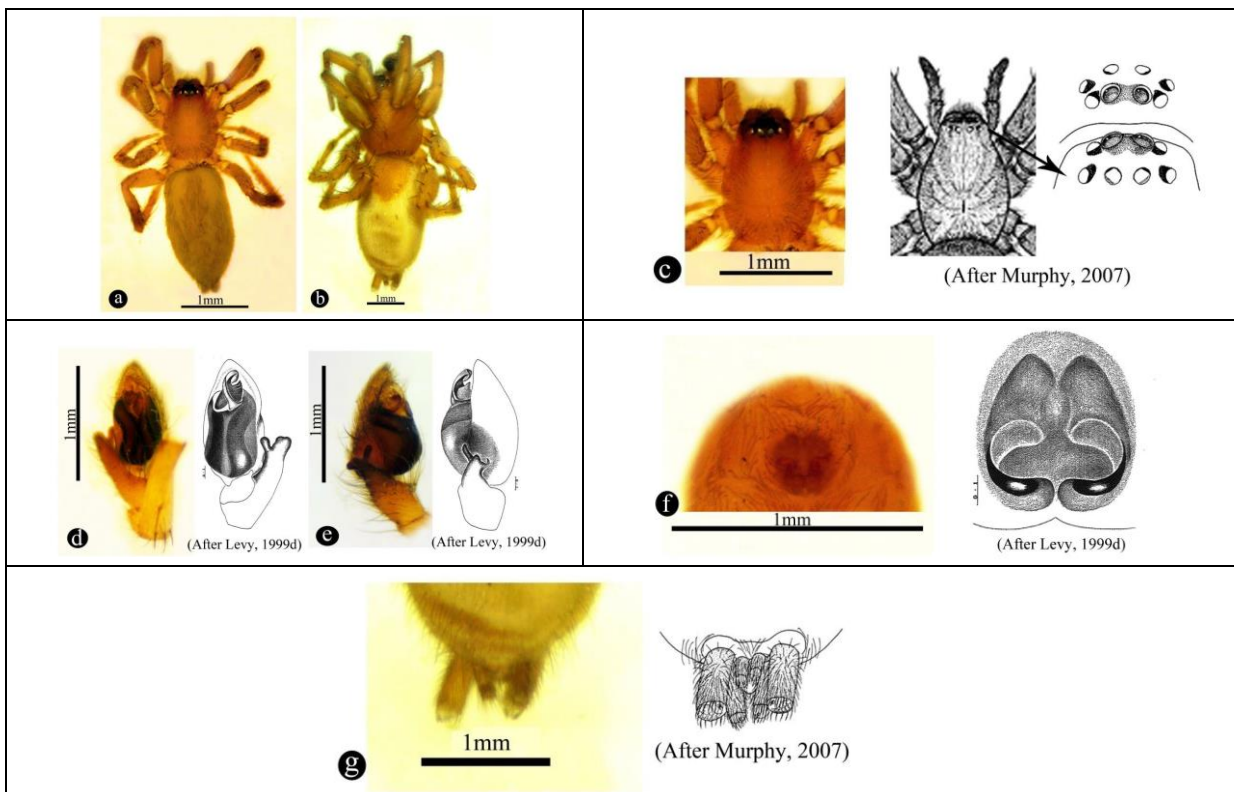 1mm
a
1mm
b
c
1mm
(After Murphy, 2007)
1mm
d
(After Levy, 1999d)
1mm
e
(After Levy, 1999d)
f
1mm
(After Levy, 1999d)
g
1mm
(After Murphy, 2007)